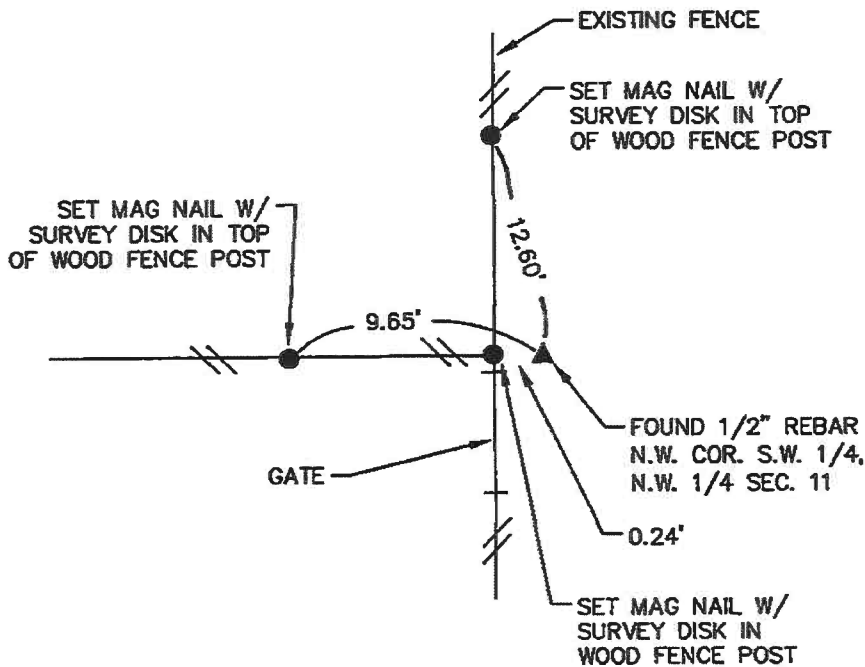 EXISTING FENCE
SET MAG NAIL W/
SURVEY DISK IN TOP
OF WOOD FENCE POST
SET MAG NAIL W/
SURVEY DISK IN TOP
OF WOOD FENCE POST
12.60'
9.65'
FOUND 1/2" REBAR
N.W. COR. S.W. 1/4,
N.W. 1/4 SEC. 11
GATE
0.24'
SET MAG NAIL W/
SURVEY DISK IN
WOOD FENCE POST